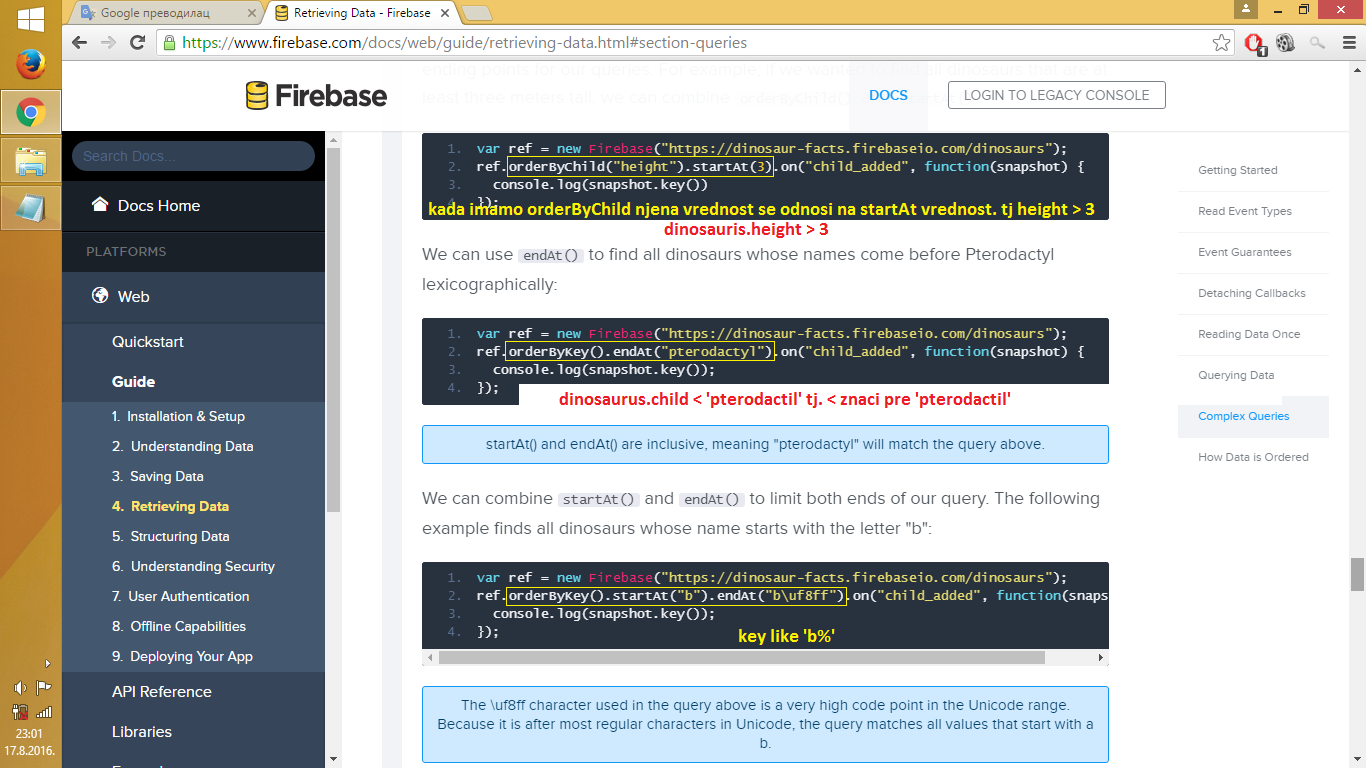 Google преводилац
Retrieving Data - Firebase
https://www.firebase.com/docs/web/guide/retrieving-data.html#section-queries
1
ending points for our queries. For example, if we wanted to find all dinosaurs that are at
least three meters tall, we can combine orderByChild()
Firebase
DOCS
LOGIN TO LEGACY CONSOLE
Search Docs...
Docs Home
PLATFORMS
Web
Quickstart
Guide
1. Installation & Setup
2. Understanding Data
3. Saving Data
4. Retrieving Data
5. Structuring Data
6. Understanding Security
7. User Authentication
8. Offline Capabilities
9. Deploying Your App
API Reference
Libraries
1. var ref = new Firebase("https://dinosaur-facts.firebaseio.com/dinosaurs");
2. ref.orderByChild("height").startAt(3).on("child_added", function(snapshot) {
3. console.log(snapshot.key())
4. });
kada imamo orderByChild njena vrednost se odnosi na startAt vrednost. tj height > 3
dinosauris.height > 3
We can use endAt() to find all dinosaurs whose names come before Pterodactyl
lexicographically:
1. var ref = new Firebase("https://dinosaur-facts.firebaseio.com/dinosaurs");
2. ref.orderByKey().endAt("pterodactyl").on("child_added", function(snapshot) {
3. console.log(snapshot.key());
4. });
dinosaurus.child < 'pterodactil' tj. < znaci pre 'pterodactil'
startAt() and endAt() are inclusive, meaning "pterodactyl" will match the query above.
We can combine startAt() and endAt() to limit both ends of our query. The following
example finds all dinosaurs whose name starts with the letter "b":
1. var ref = new Firebase("https://dinosaur-facts.firebaseio.com/dinosaurs");
2. ref.orderByKey().startAt("b").endAt("b\uf8ff").on("child_added", function(snaps
3. console.log(snapshot.key());
4. });
key like 'b%'
The \uf8ff character used in the query above is a very high code point in the Unicode range.
Because it is after most regular characters in Unicode, the query matches all values that start with a
b.
Getting Started
Read Event Types
Event Guarantees
Detaching Callbacks
Reading Data Once
Querying Data
Complex Queries
How Data is Ordered
23:01
17.8.2016.